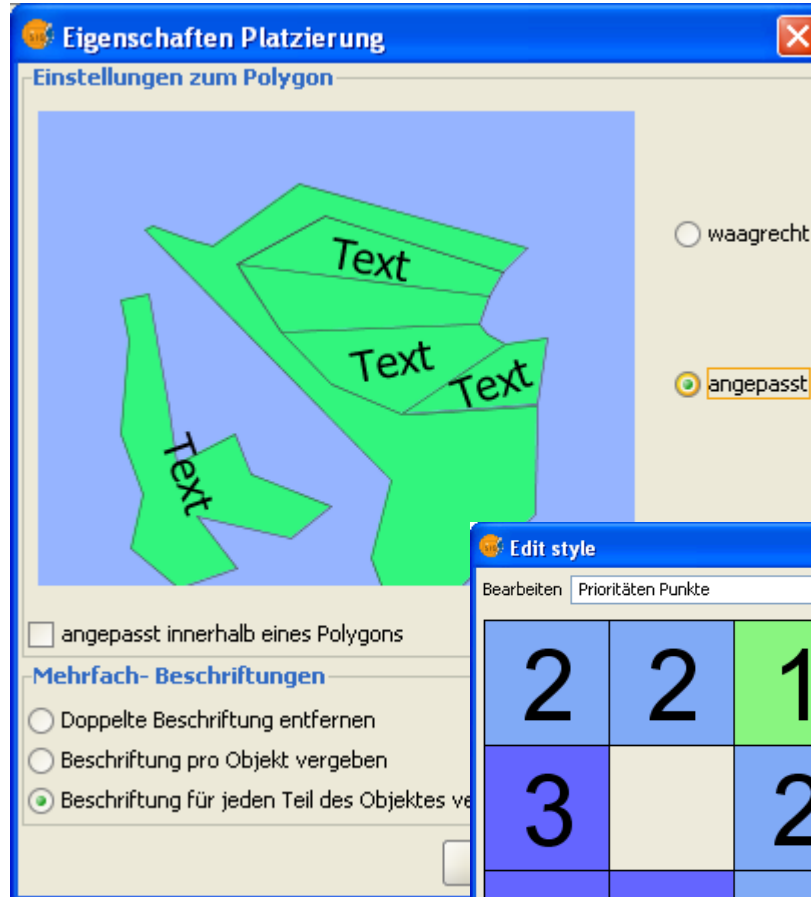 Eigenschaften Platzierung
Einstellungen zum Polygon
Text
Text
Text
Text
waagrecht
angepasst
angepasst innerhalb eines Polygons
Mehrfach- Beschriftungen
Doppelte Beschriftung entfernen
Beschriftung pro Objekt vergeben
Beschriftung für jeden Teil des Objektes ve
Edit style
Bearbeiten Prioritäten Punkte
2 2 1
3 2